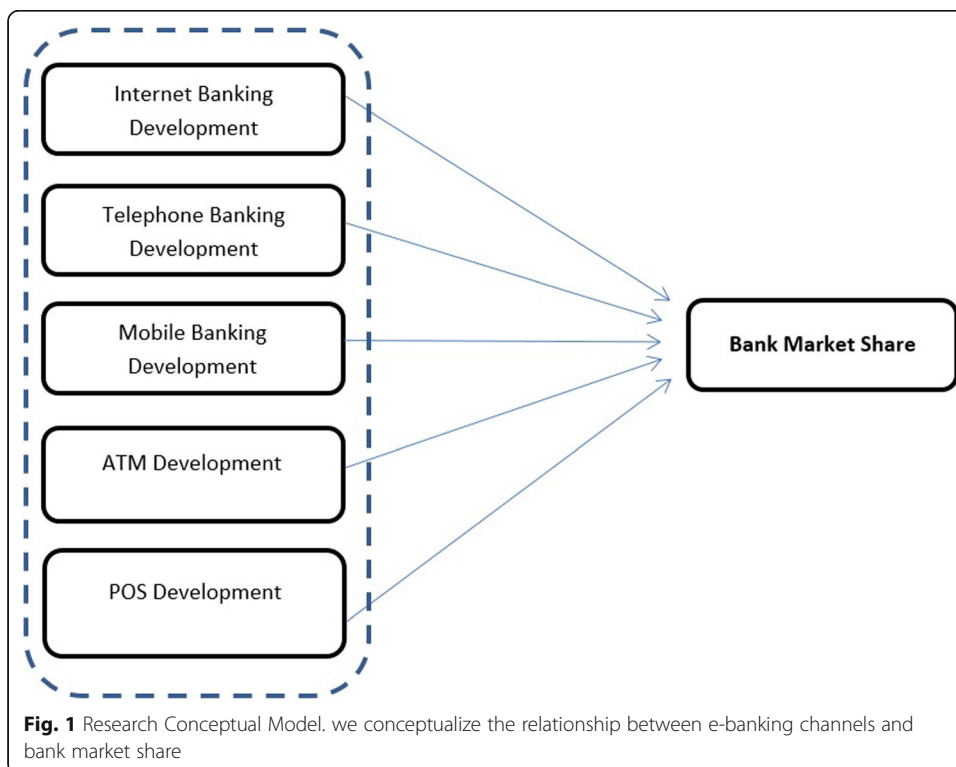 Internet Banking
Development
Telephone Banking
Development
Mobile Banking
Development
ATM Development
POS Development
Bank Market Share
Fig. 1 Research Conceptual Model. we conceptualize the relationship between e-banking channels and
bank market share